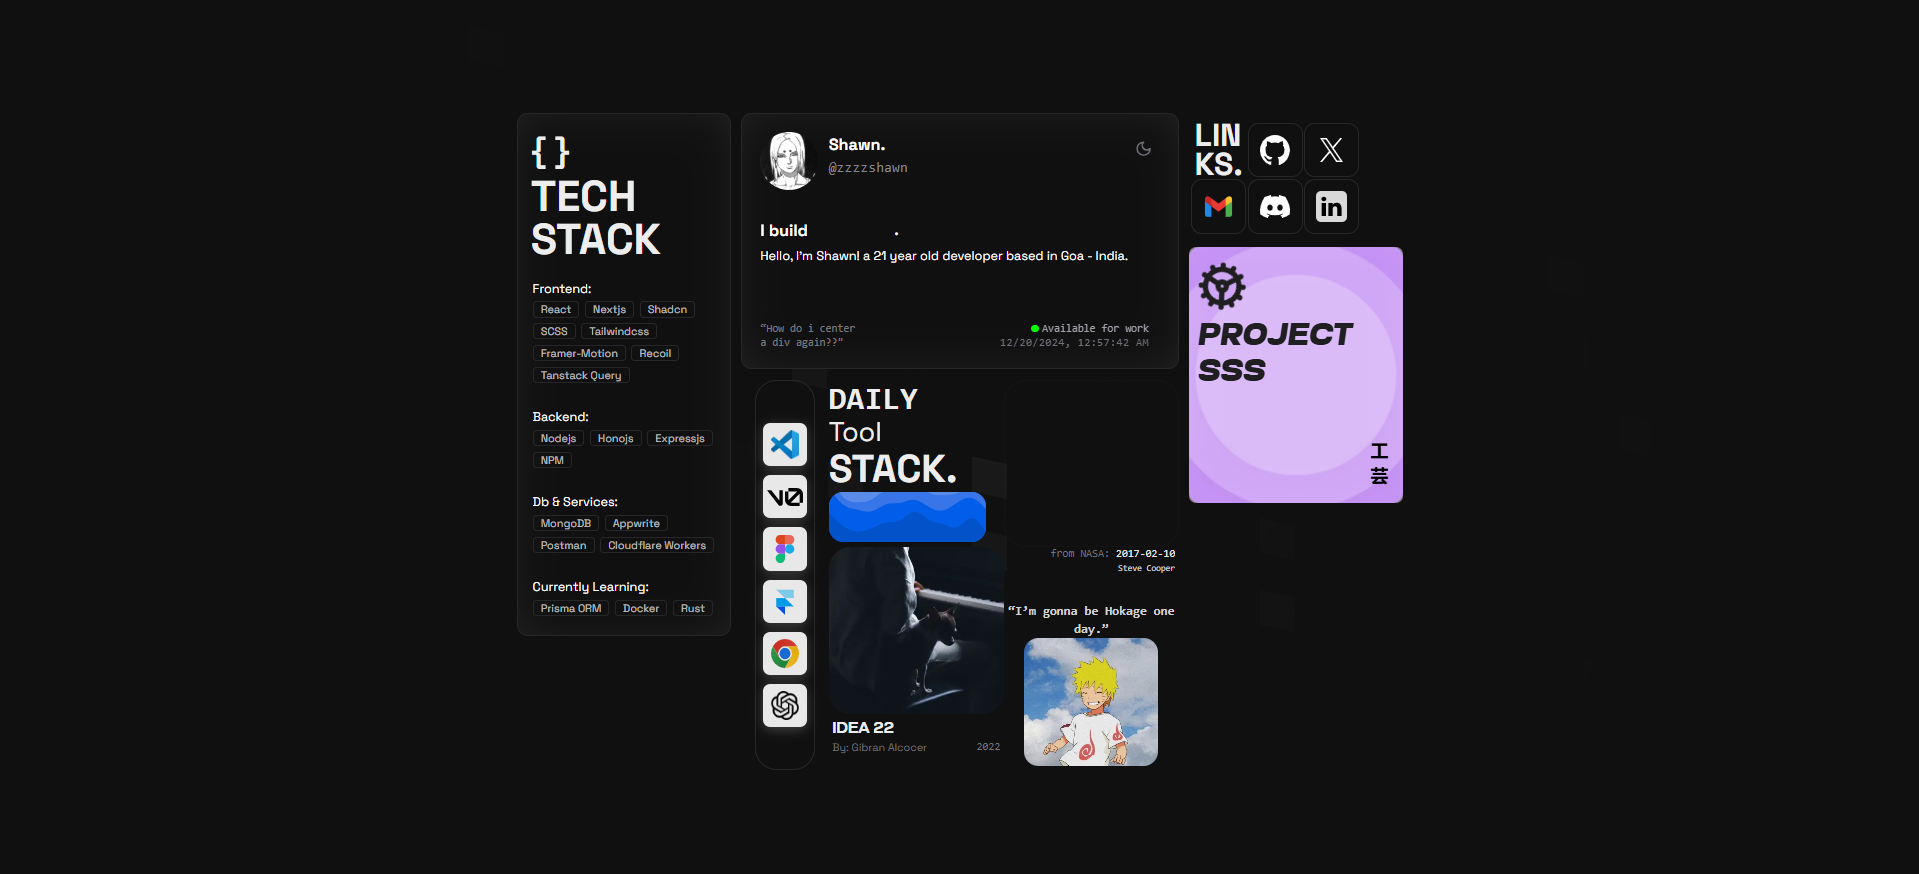 { }
TECH
STACK
Frontend:
React Nextjs Shadcn
SCSS Tailwindcss
Framer-Motion Recoil
Tanstack Query
Backend:
Nodejs Honojs Expressjs
NPM
Db & Services:
MongoDB Appwrite
Postman Cloudflare Workers
Currently Learning:
Prisma ORM Docker Rust
Shawn.
@zzzzshawn
I build .
Hello, I'm Shawn! a 21 year old developer based in Goa - India.
“How do i center
a div again??”
Available for work
12/20/2024, 12:57:42 AM
DAILY
Tool
STACK.
v0
IDEA 22
By: Gibran Alcocer 2022
from NASA: 2017-02-10
Steve Cooper
“I’m gonna be Hokage one
day.”
LIN
KS.
in
PROJECT
SSS
工
芸